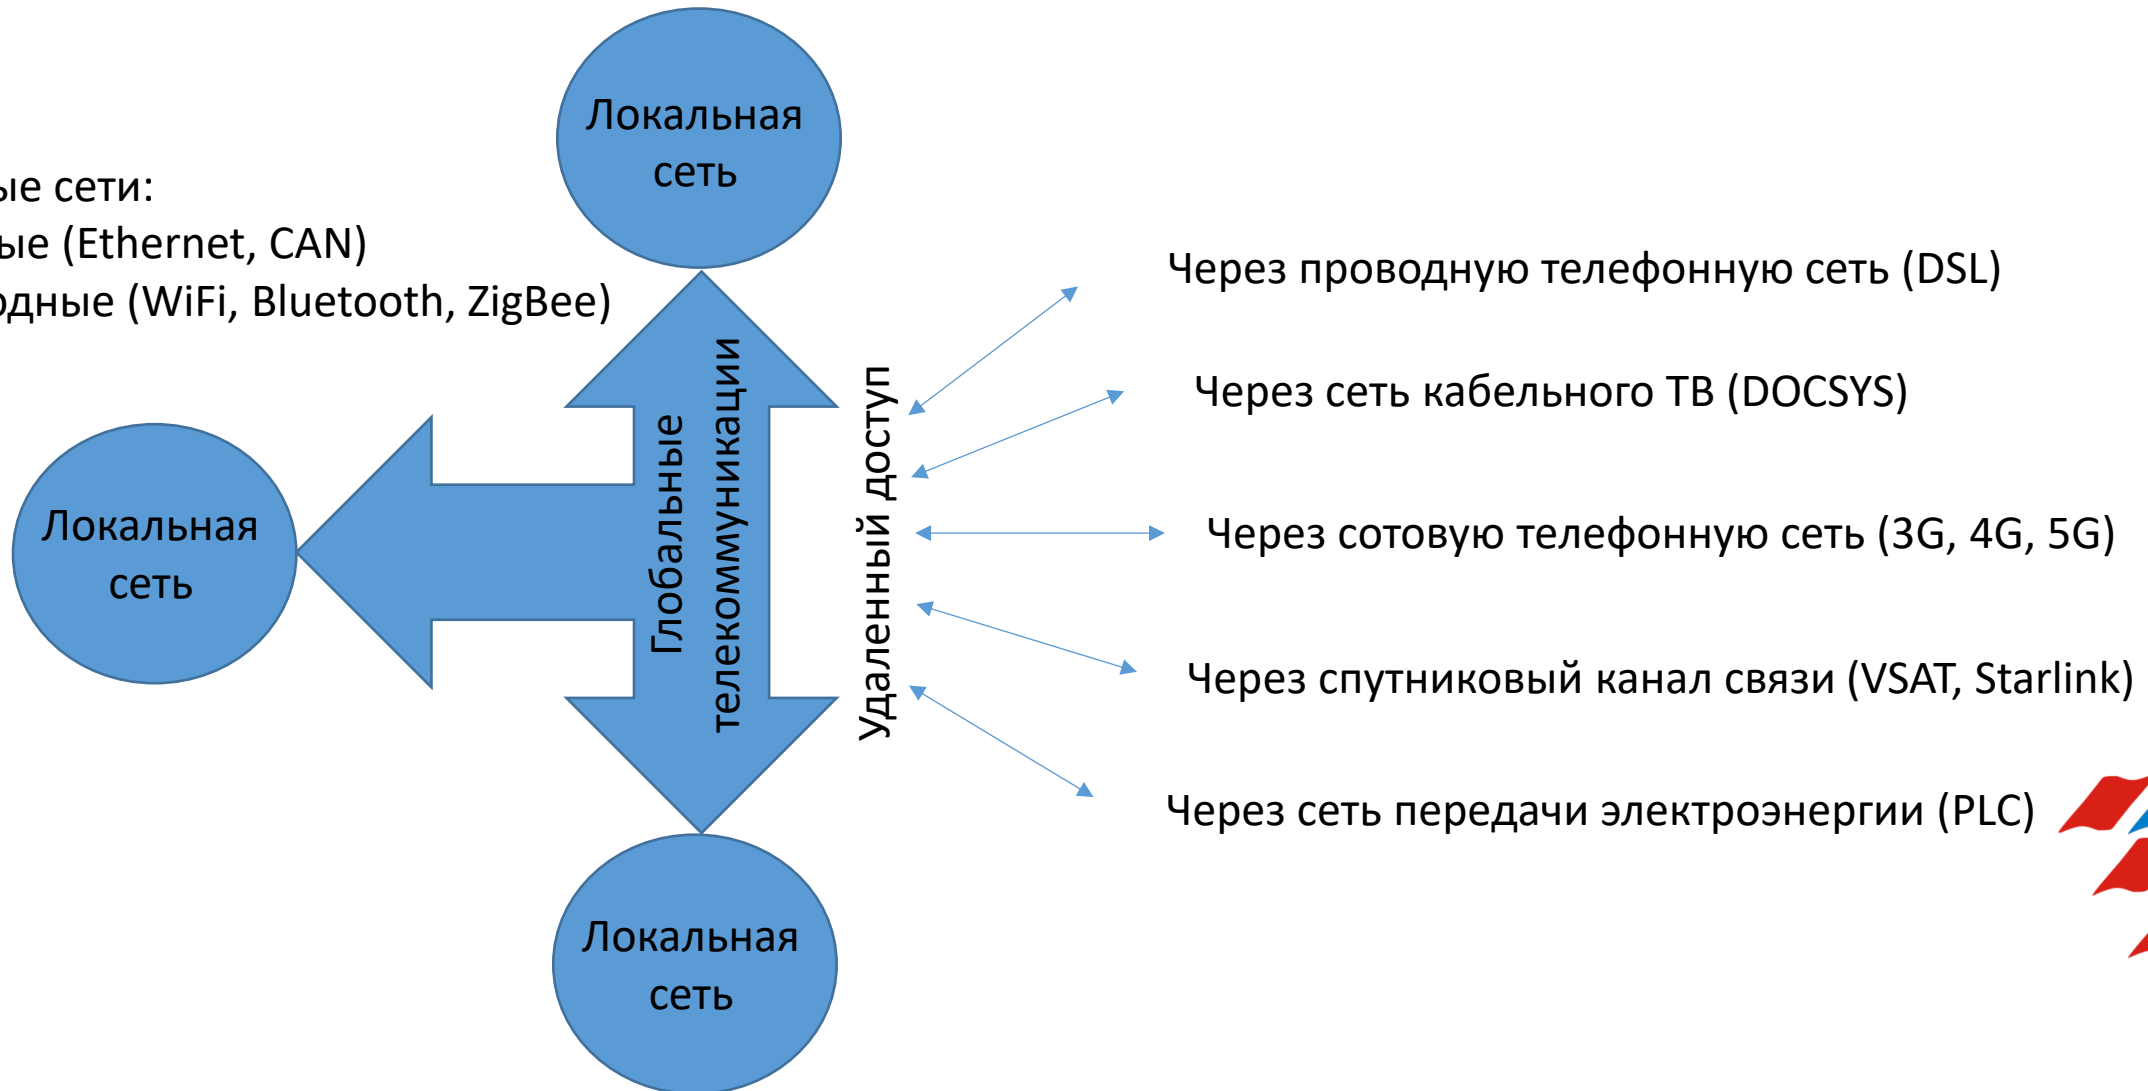 Локальная
сеть
ые сети:
ые (Ethernet, CAN)
одные (WiFi, Bluetooth, ZigBee)
Локальная
сеть
Глобальные
телекоммуникации
Удаленный доступ
Через проводную телефонную сеть (DSL)
Через сеть кабельного ТВ (DOCSYS)
Через сотовую телефонную сеть (3G, 4G, 5G)
Через спутниковый канал связи (VSAT, Starlink)
Через сеть передачи электроэнергии (PLC)
Локальная
сеть